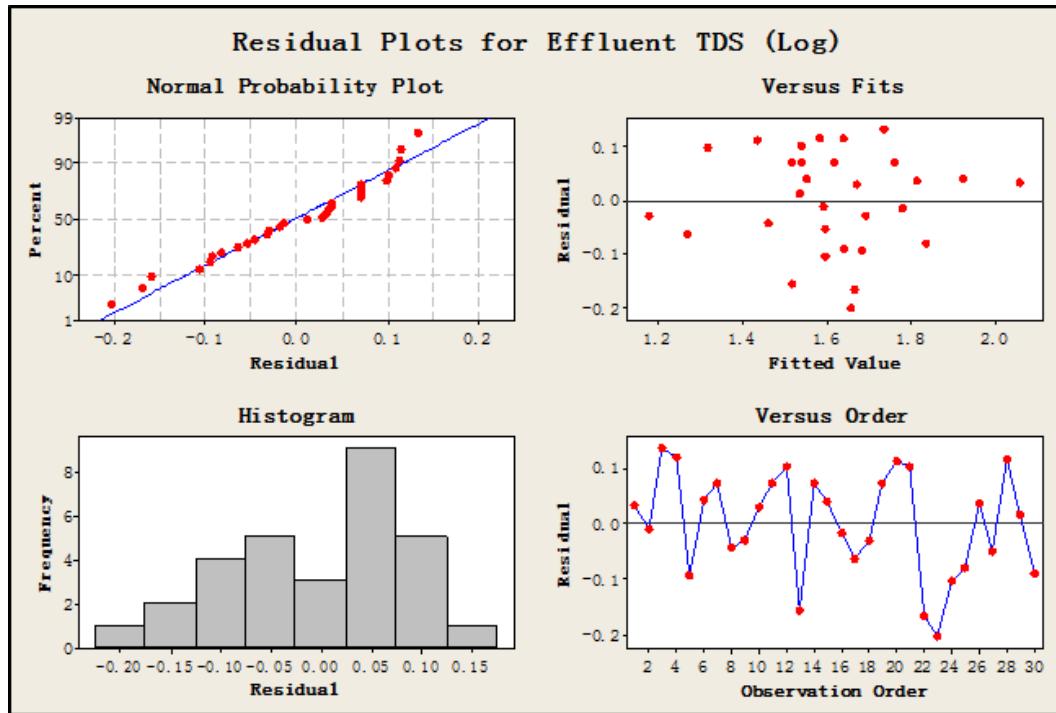 Residual Plots for Effluent TDS (Log)
Normal Probability Plot
99
90
50
10
1
Percent
-0.2 -0.1 0.0 0.1 0.2
Residual
Versus Fits
0.1
0.0
-0.1
-0.2
Residual
1.2 1.4 1.6 1.8 2.0
Fitted Value
Histogram
8
6
4
2
0
Frequency
-0.20 -0.15 -0.10 -0.05 0.00 0.05 0.10 0.15
Residual
Versus Order
0.1
0.0
-0.1
-0.2
Residual
2 4 6 8 10 12 14 16 18 20 22 24 26 28 30
Observation Order